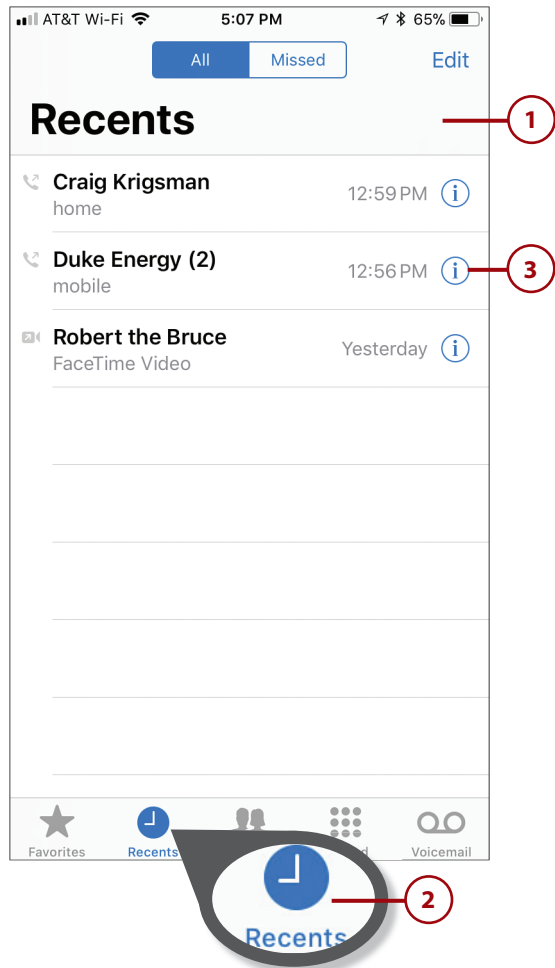 AT&T Wi-Fi 5:07 PM 65%
All Missed Edit
Recents
1
Craig Krigsman 12:59 PM i
home
Duke Energy (2) 12:56 PM i
3
mobile
Robert the Bruce Yesterday i
FaceTime Video
Favorites Recents Voicemail
2
Recents